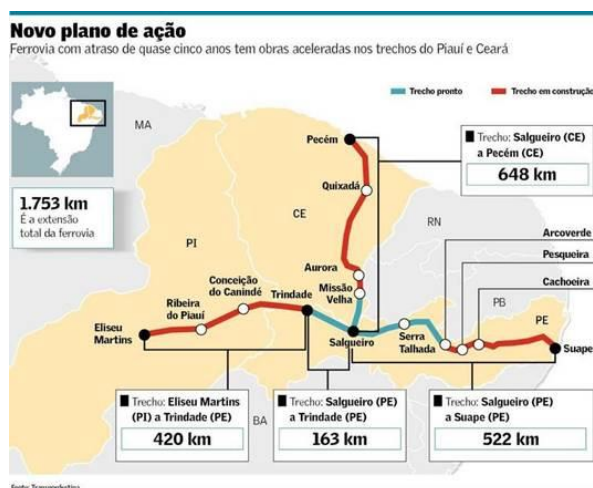 Novo plano de ação
Ferrovia com atraso de quase cinco anos tem obras aceleradas nos trechos do Piauí e Ceará
Trecho pronto
Trecho em construção
MA
Pecém
Trecho: Salgueiro (CE)
a Pecém (CE)
648 km
Quixadá
1.753 km
É a extensão
total da ferrovia
CE
RN
PI
Arcoverde
Pesqueira
Cachoeira
Aurora
Missão
Velha
Conceição
do Canindé
Trindade
Ribeira
do Piauí
PB
PE
Eliseu
Martins
Salgueiro
Serra
Talhada
Suape
Trecho: Eliseu Martins
(PI) a Trindade (PE)
420 km
BA
Trecho: Salgueiro (PE)
a Trindade (PE)
163 km
Trecho: Salgueiro (PE)
a Suape (PE)
522 km
Fonte: Transnordestina